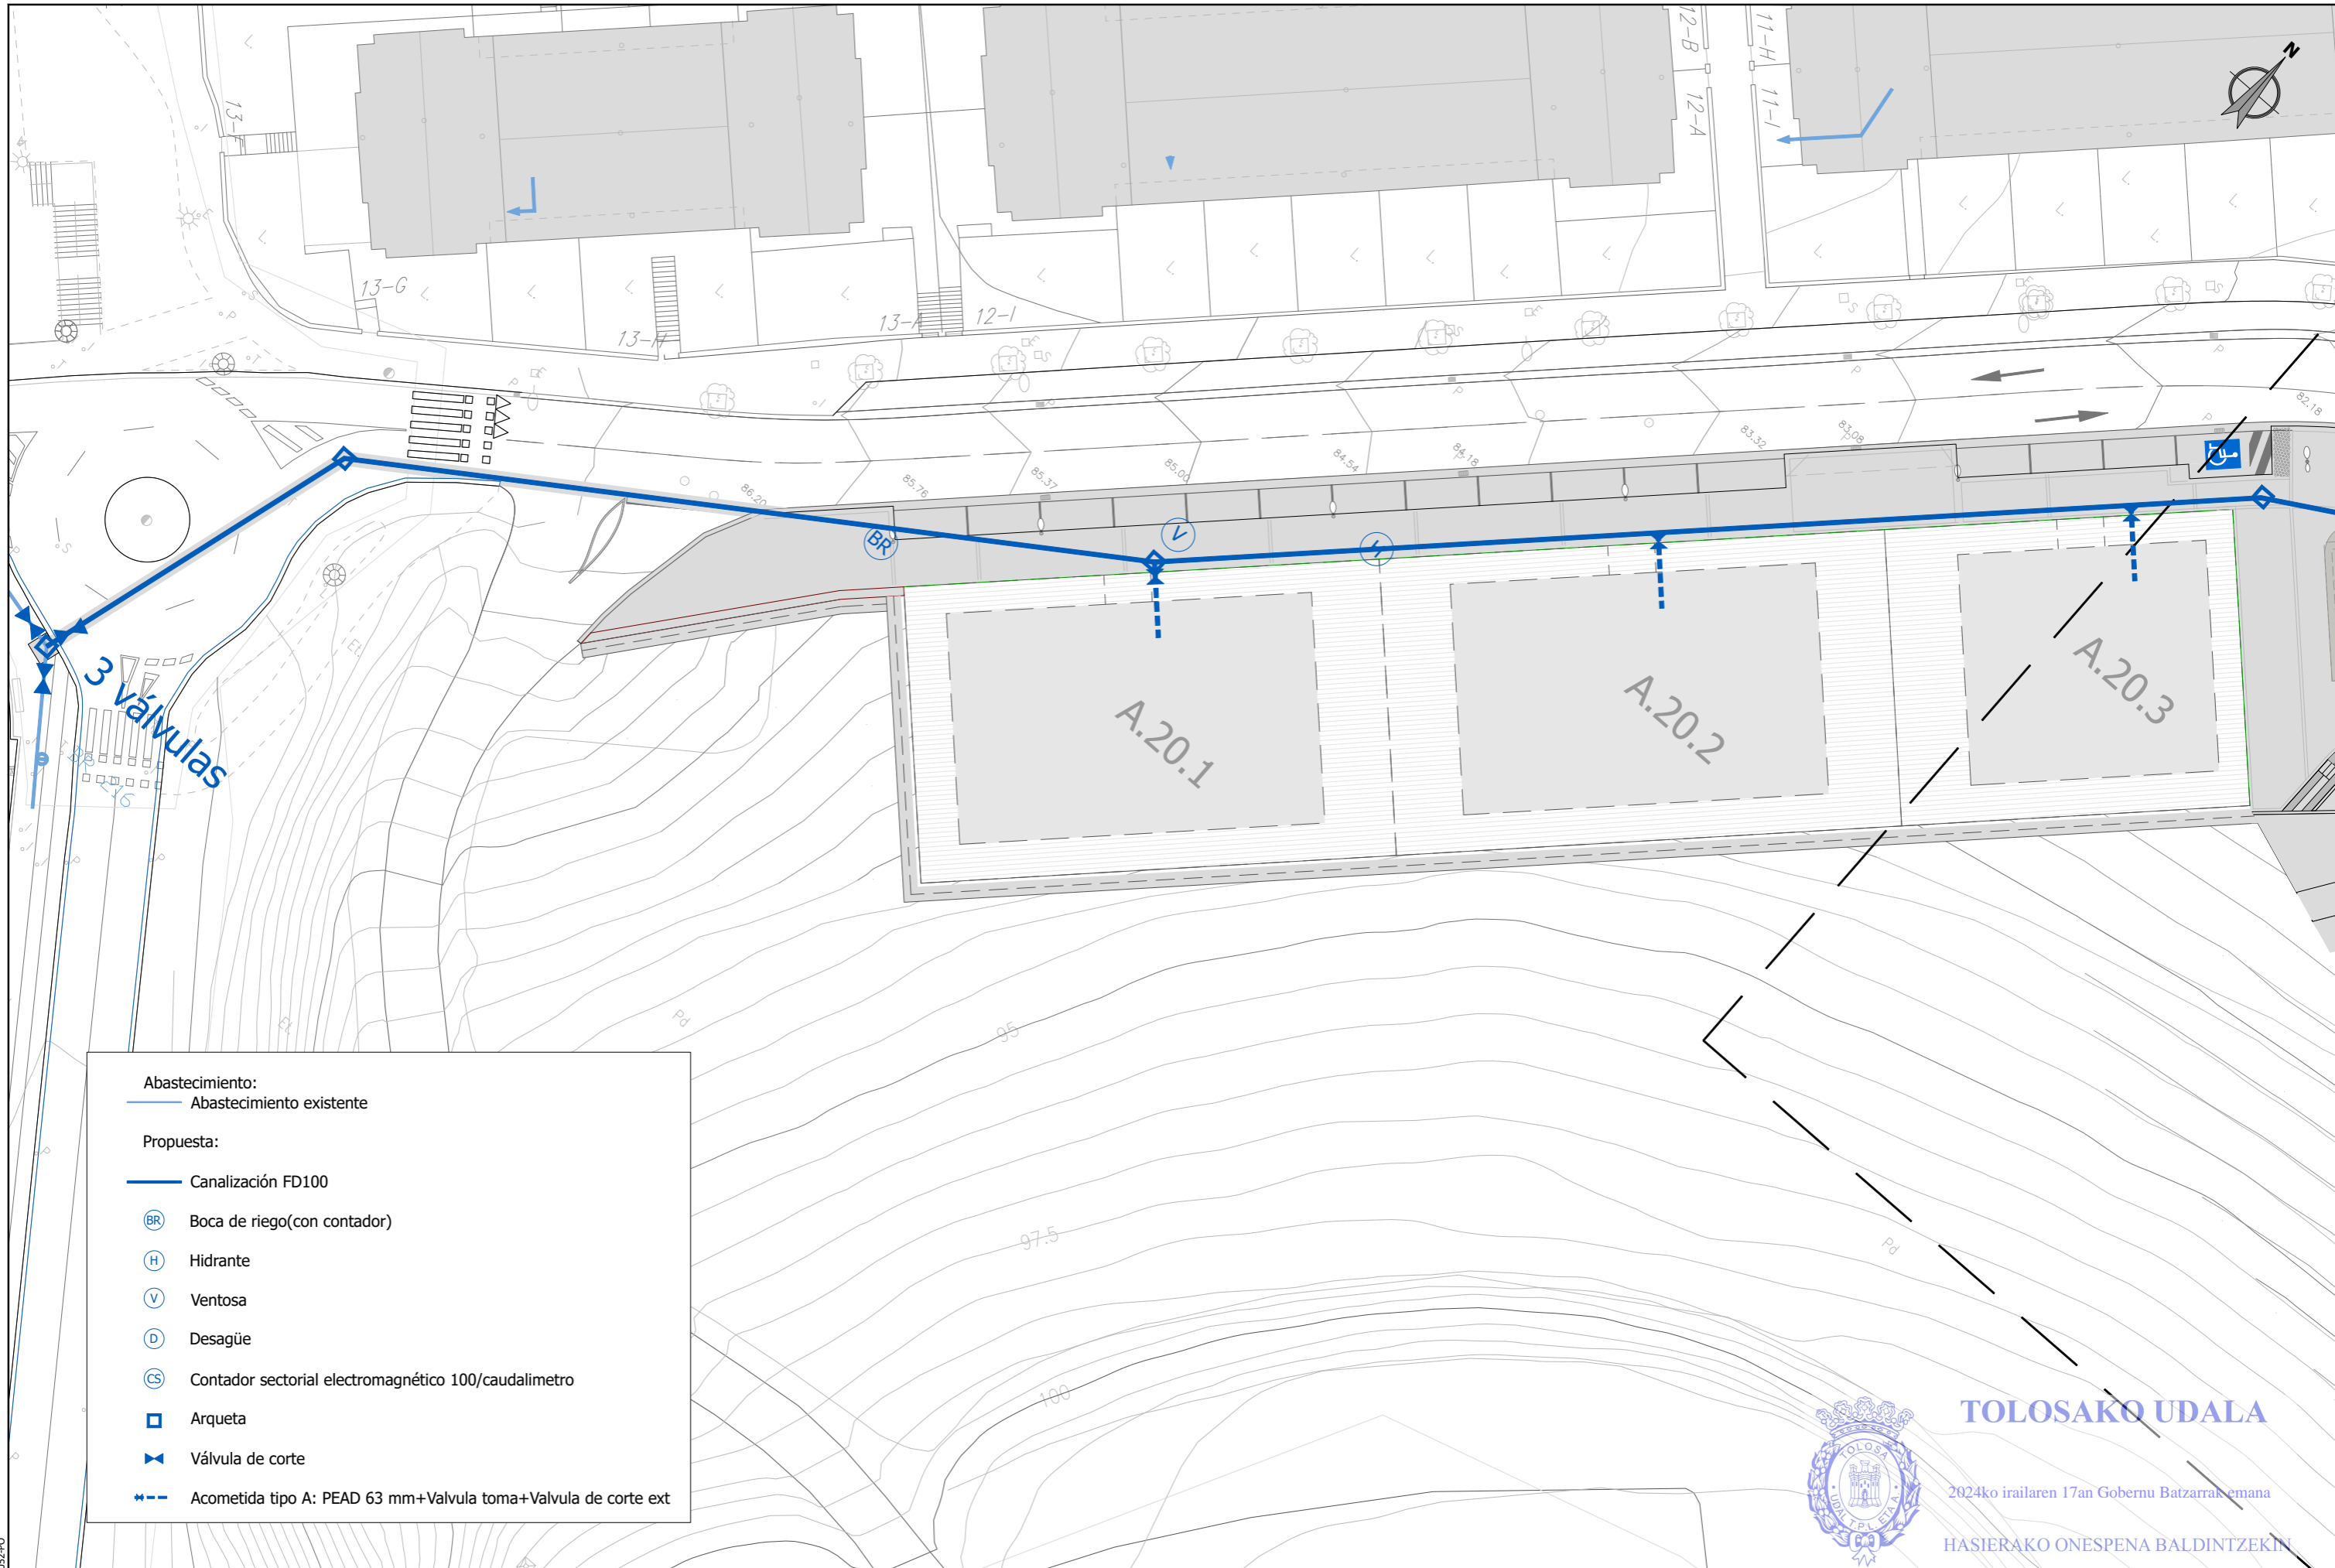 12-B
11-H
N
13-I
12-A
11-I
13-G
13-A
12-I
13-H
82.18
83.08
83.32
84.18
84.54
85.00
85.37
85.76
86.20
BR
V
H
3 válvulas
A.20.1
A.20.2
A.20.3
Pd
95
97.5
Pd
100
Abastecimiento:
Abastecimiento existente
Propuesta:
Canalización FD100
BR Boca de riego(con contador)
H Hidrante
V Ventosa
D Desagüe
CS Contador sectorial electromagnético 100/caudalimetro
Arqueta
Válvula de corte
Acometida tipo A: PEAD 63 mm+Valvula toma+Valvula de corte ext
TOLOSAKO UDALA
TOLOSA
2024ko irailaren 17an Gobernu Batzarrak emana
HASIERAKO ONESPENA BALDINTZEKIN